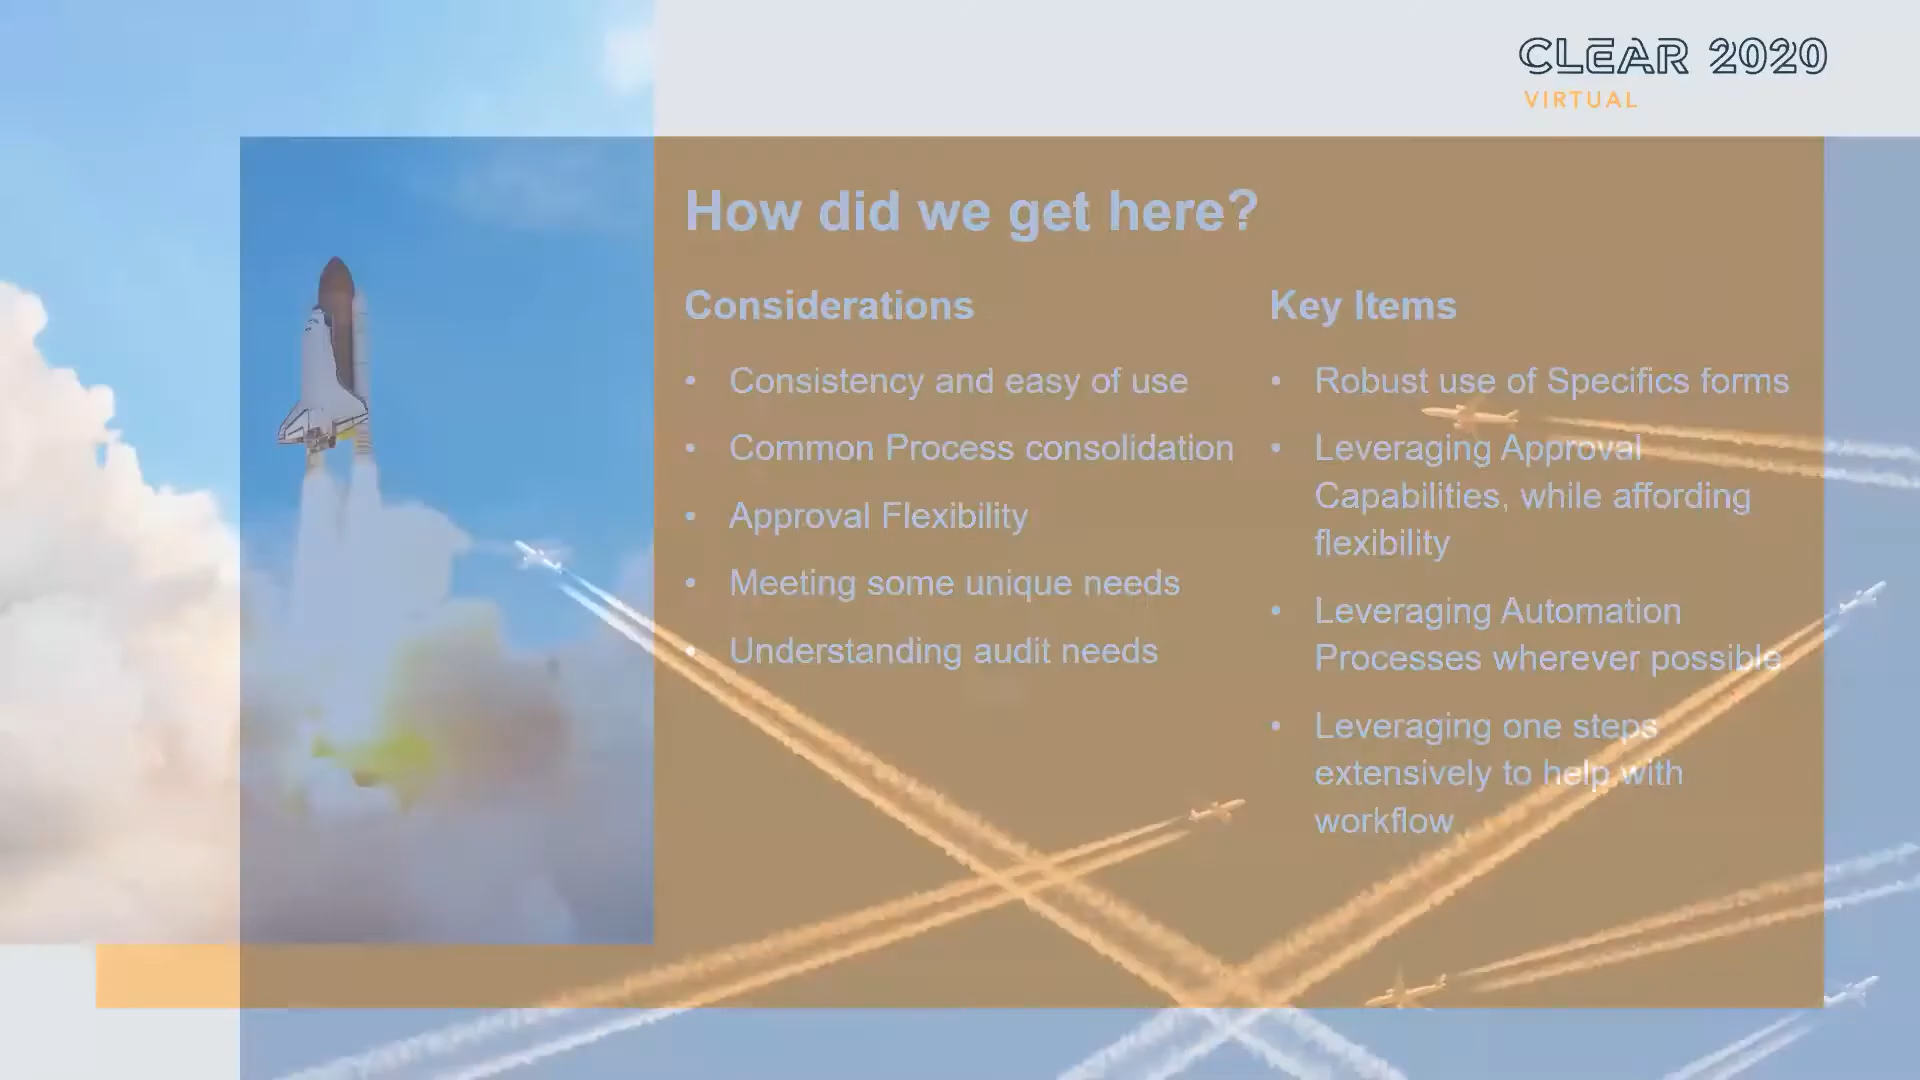 CLEAR 2020
VIRTUAL
How did we get here?
Considerations
• Consistency and easy of use
• Common Process consolidation
• Approval Flexibility
• Meeting some unique needs
• Understanding audit needs
Key Items
• Robust use of Specifics forms
• Leveraging Approval
Capabilities, while affording
flexibility
• Leveraging Automation
Processes wherever possible
• Leveraging one steps
extensively to help with
workflow